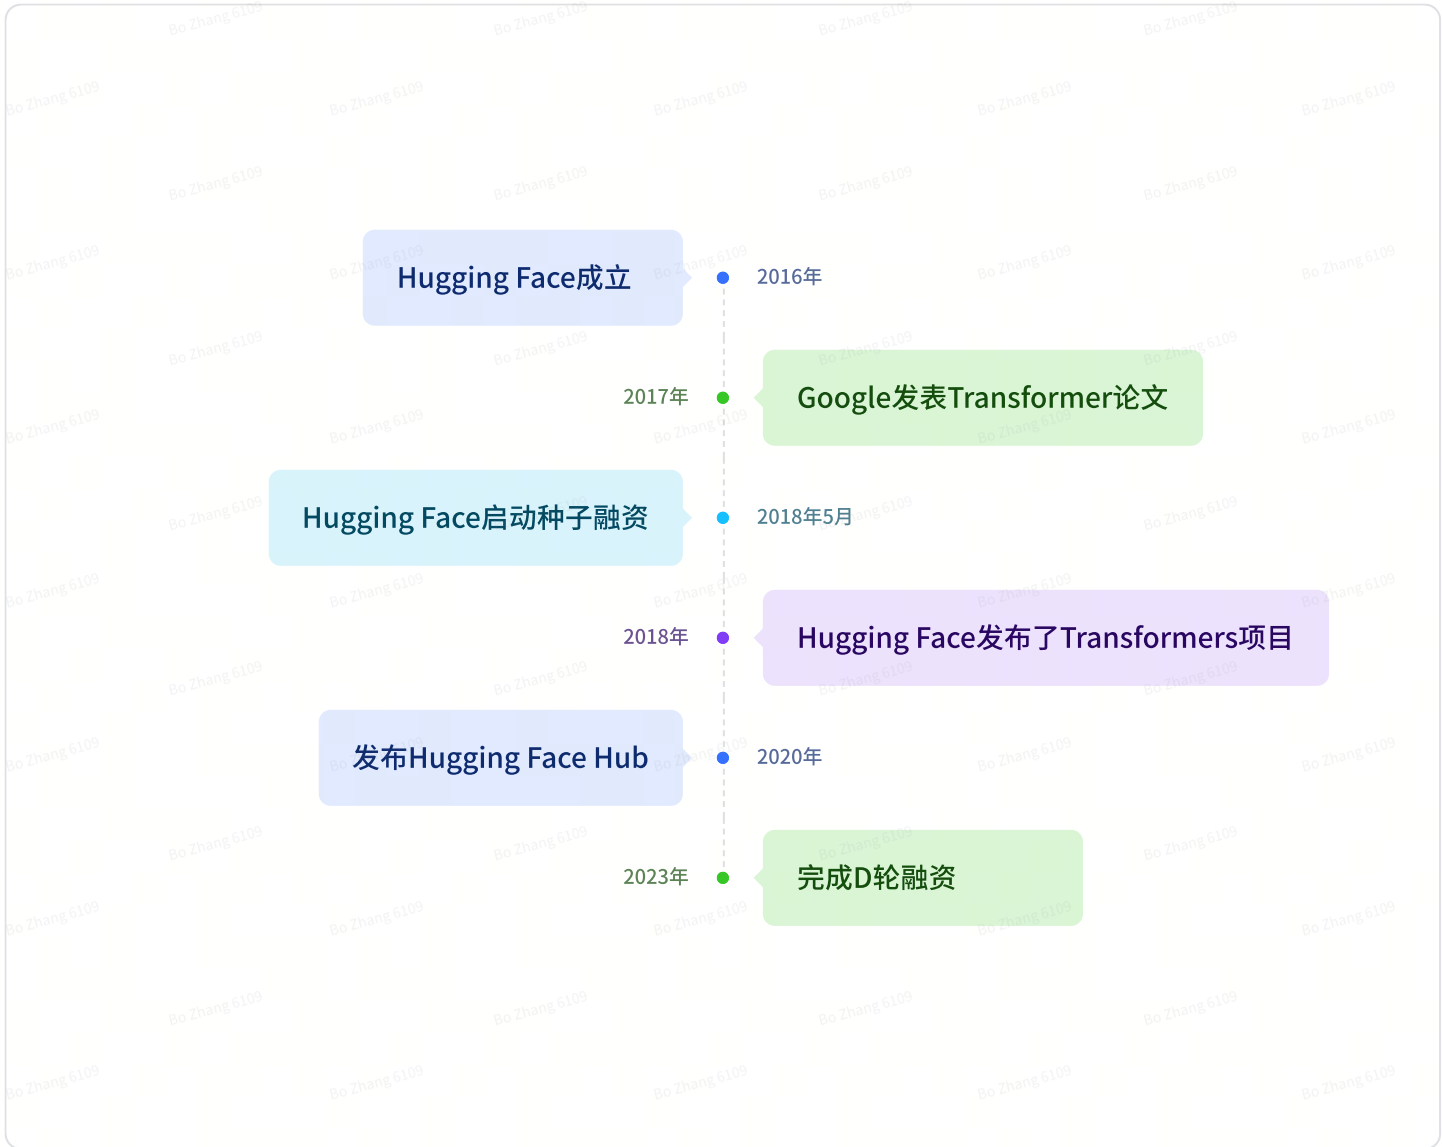 Hugging Face成立
2016年
2017年
Google发表Transformer论文
Hugging Face启动种子融资
2018年5月
2018年
Hugging Face发布了Transformers项目
发布Hugging Face Hub
2020年
2023年
完成D轮融资
Bo Zhang 6109